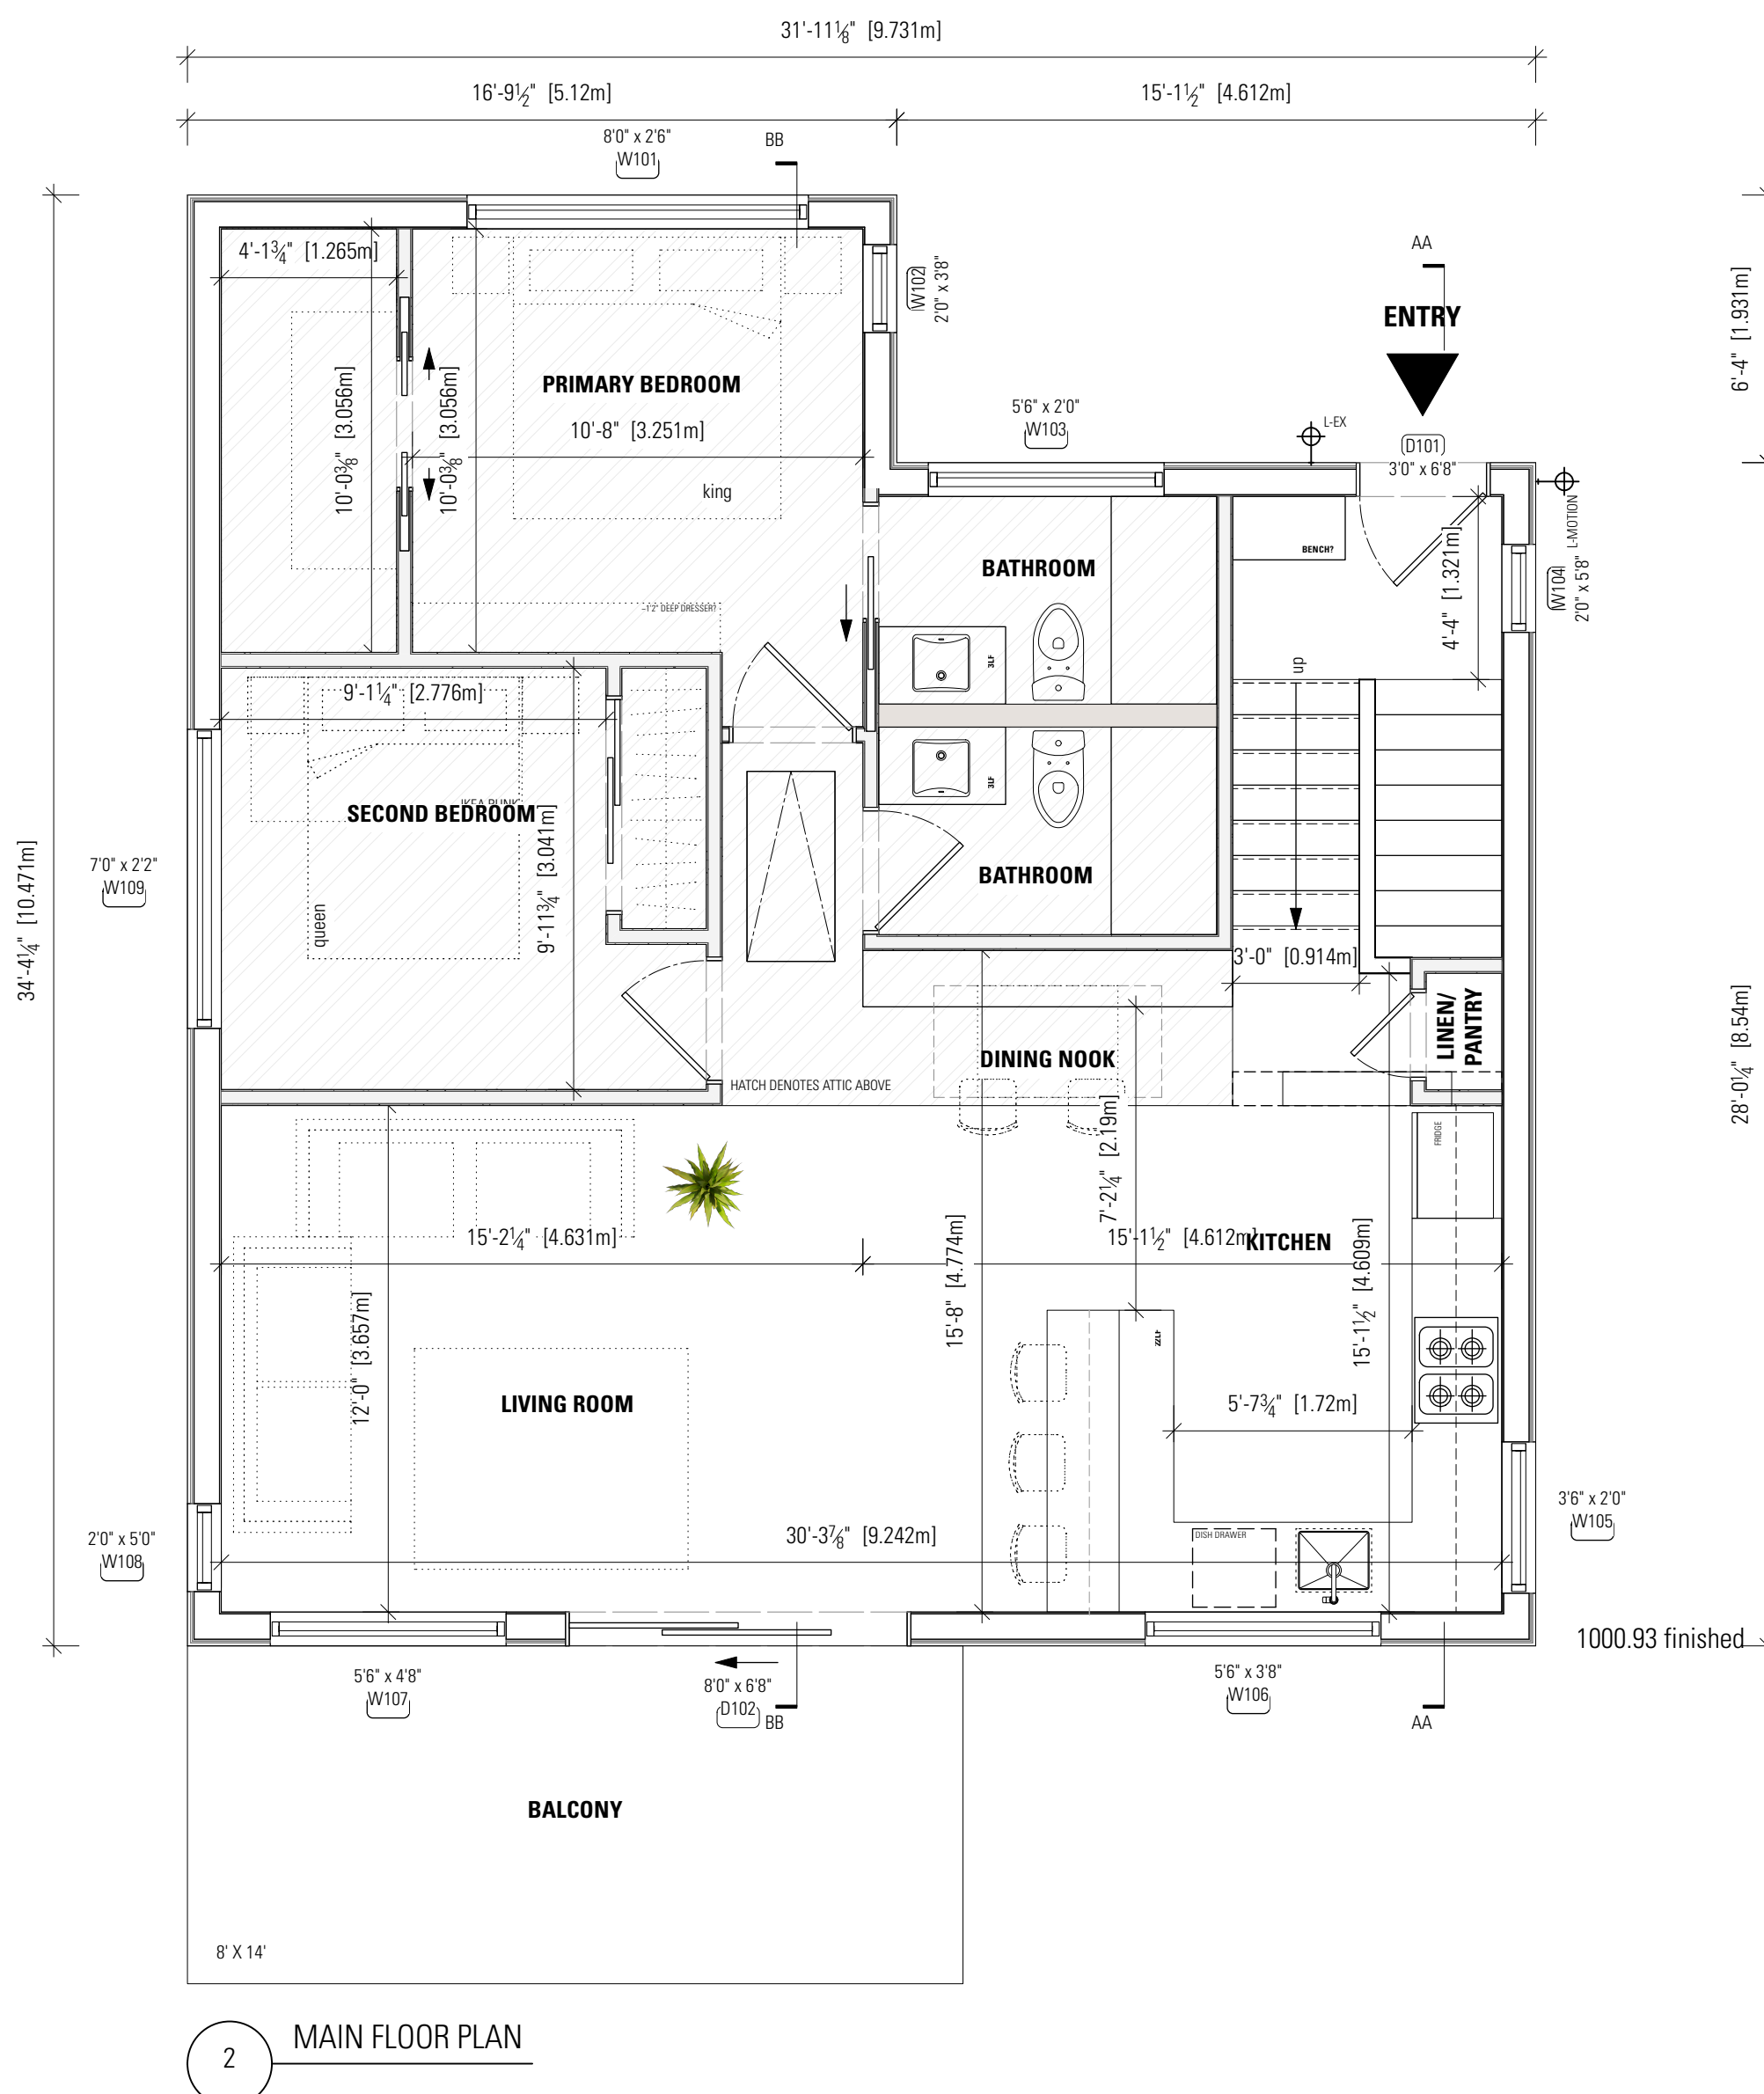 31'-11⅛" [9.731m]
16'-9½" [5.12m]
15'-1½" [4.612m]
8'0" x 2'6"
W101
BB
4'-1¾" [1.265m]
W102
2'0" x 3'8"
AA
ENTRY
6'-4" [1.931m]
10'-0⅜" [3.056m]
10'-0⅜" [3.056m]
PRIMARY BEDROOM
10'-8" [3.251m]
king
5'6" x 2'0"
W103
L-EX
D101
3'0" x 6'8"
L-MOTION
W104
2'0" x 5'8"
BENCH?
4'-4" [1.321m]
BATHROOM
~1'2" DEEP DRESSER?
3LF
up
9'-1¼" [2.776m]
3LF
IKEA BUNK
SECOND BEDROOM
9'-11¾" [3.041m]
queen
7'0" x 2'2"
W109
34'-4¼" [10.471m]
BATHROOM
3'-0" [0.914m]
LINEN/
PANTRY
28'-0¼" [8.54m]
DINING NOOK
HATCH DENOTES ATTIC ABOVE
7'-2¼" [2.19m]
FRIDGE
15'-2¼" [4.631m]
15'-1½" [4.612m]
KITCHEN
15'-8" [4.774m]
15'-1½" [4.609m]
12'-0" [3.657m]
LIVING ROOM
5'-7¾" [1.72m]
3'6" x 2'0"
W105
2'0" x 5'0"
W108
30'-3⅞" [9.242m]
DISH DRAWER
1000.93 finished
5'6" x 4'8"
W107
8'0" x 6'8"
D102
BB
5'6" x 3'8"
W106
AA
BALCONY
8' X 14'
2
MAIN FLOOR PLAN